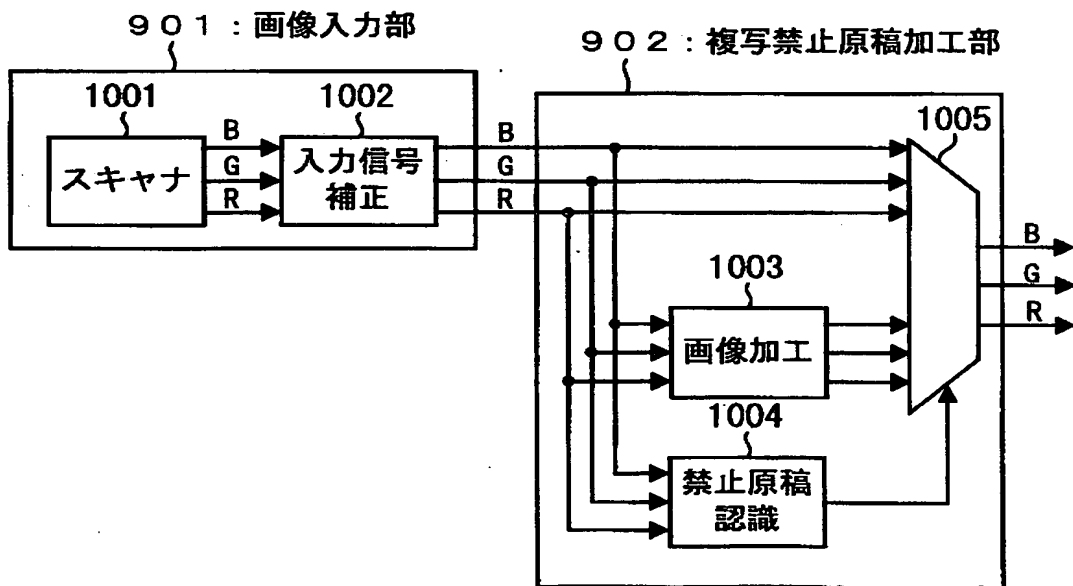 901：画像入力部
902：複写禁止原稿加工部
1001
1002
スキャナ
B
G
R
入力信号
補正
B
G
R
1005
B
G
R
1003
画像加工
1004
禁止原稿
認識